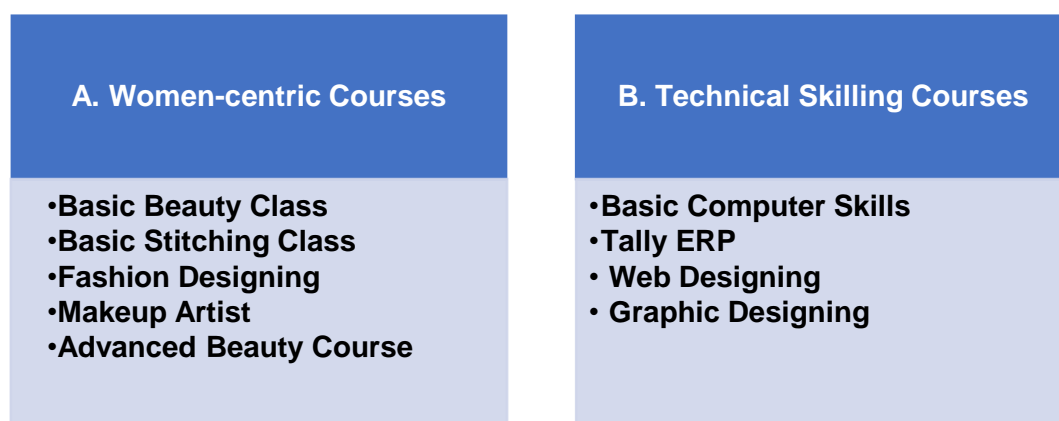 A. Women-centric Courses
•Basic Beauty Class
•Basic Stitching Class
•Fashion Designing
•Makeup Artist
•Advanced Beauty Course
B. Technical Skilling Courses
•Basic Computer Skills
•Tally ERP
• Web Designing
• Graphic Designing